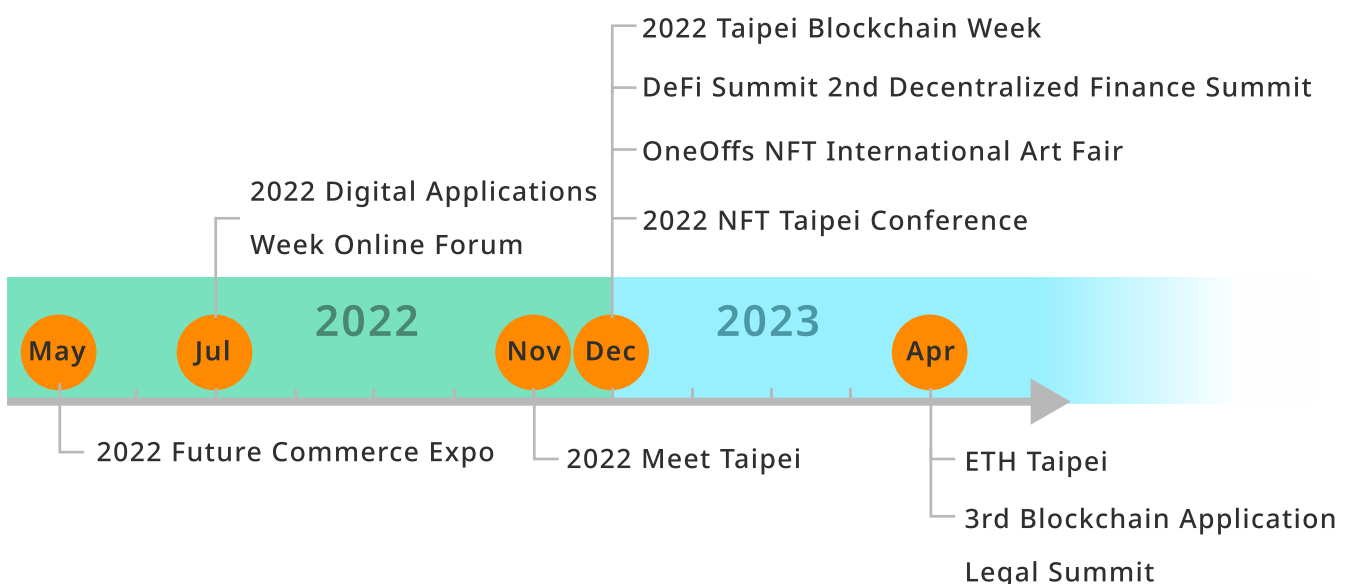 2022 Taipei Blockchain Week
DeFi Summit 2nd Decentralized Finance Summit
OneOffs NFT International Art Fair
2022 Digital Applications
Week Online Forum
2022 NFT Taipei Conference
2022
2023
May
Jul
Nov
Dec
Apr
2022 Future Commerce Expo
2022 Meet Taipei
ETH Taipei
3rd Blockchain Application
Legal Summit